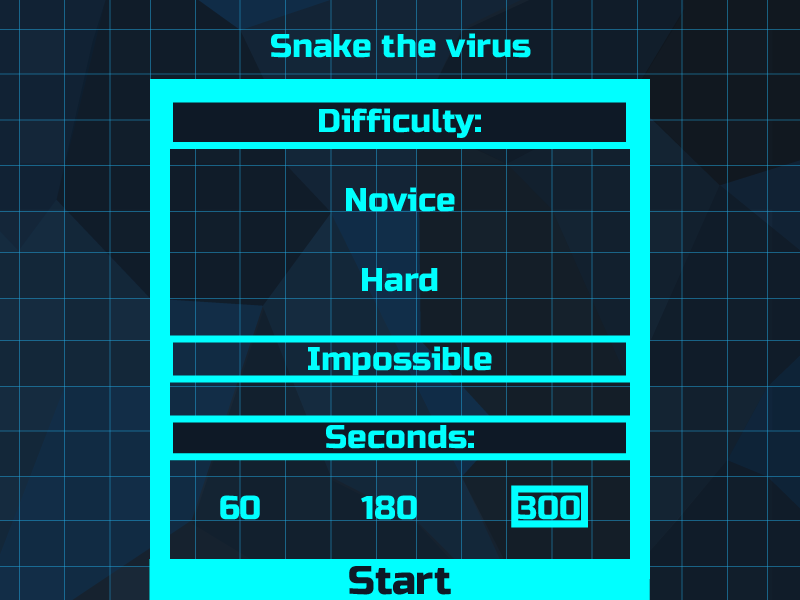 Snake the virus
Difficulty:
Novice
Hard
Impossible
Seconds:
60 180 300
Start